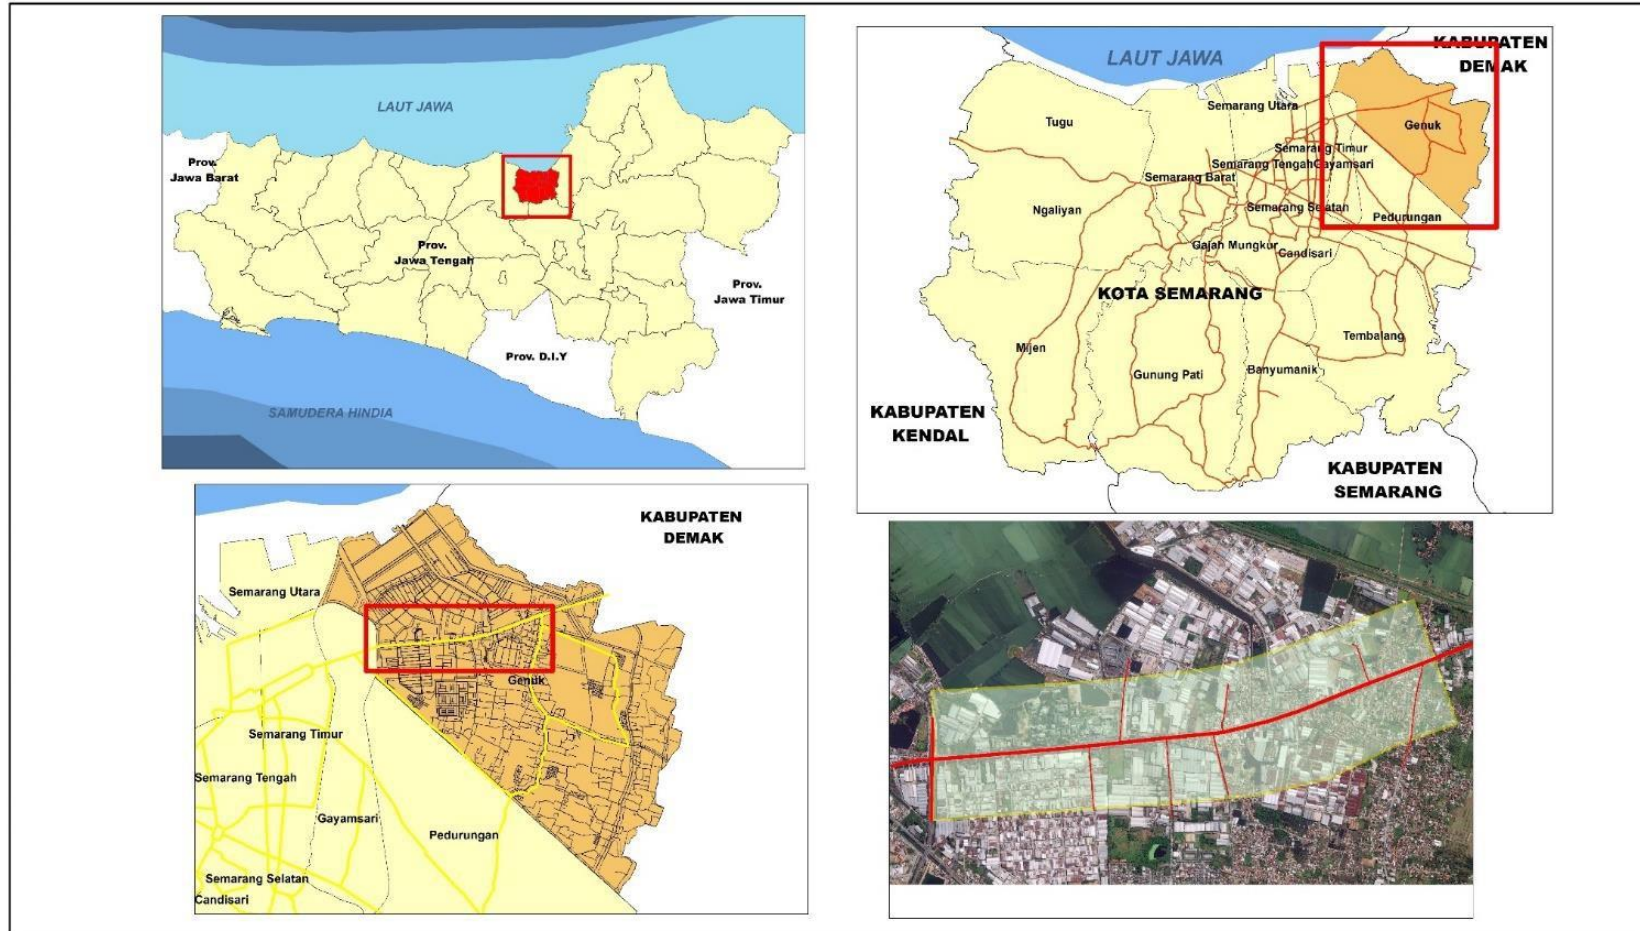 LAUT JAWA
Prov.
Jawa Barat
Prov.
Jawa Tengah
Prov.
Jawa Timur
Prov. D.I.Y
SAMUDERA HINDIA
LAUT JAWA
KABUPATEN
DEMAK
Semarang Utara
Tugu
Genuk
Semarang Timur
Semarang Tengah
Gayamsari
Semarang Barat
Ngaliyan
Semarang Selatan
Pedurungan
Gajah Mungkur
Candisari
KOTA SEMARANG
Mijen
Tembalang
Gunung Pati
Banyumanik
KABUPATEN
KENDAL
KABUPATEN
SEMARANG
KABUPATEN
DEMAK
Semarang Utara
Genuk
Semarang Timur
Semarang Tengah
Gayamsari
Pedurungan
Semarang Selatan
Candisari